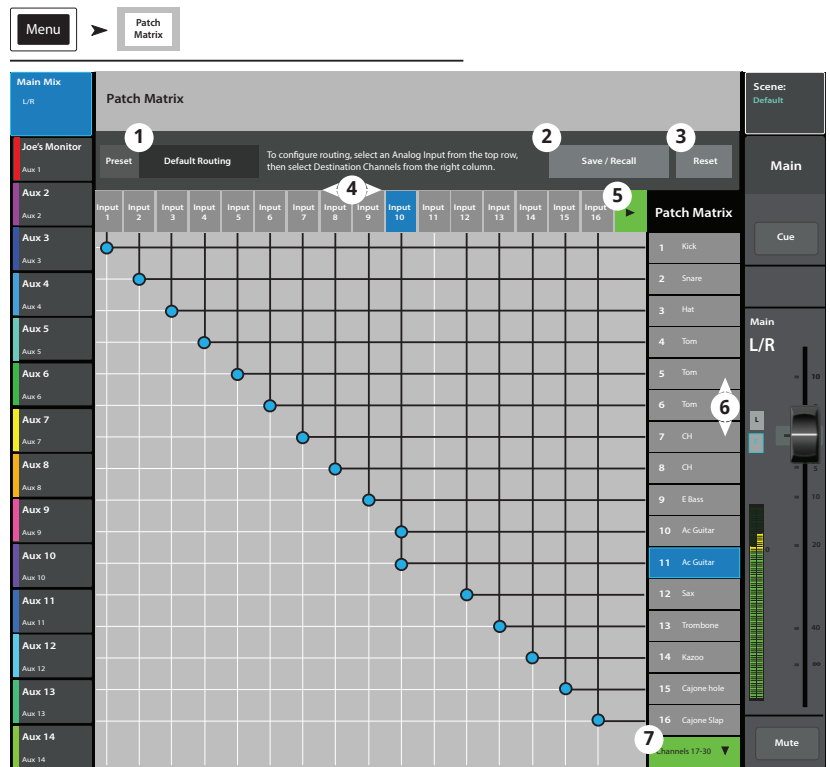 Menu
Patch
Matrix
Main Mix
L/R
Patch Matrix
Scene:
Default
1
2
3
Preset
Default Routing
To configure routing, select an Analog Input from the top row,
then select Destination Channels from the right column.
Save / Recall
Reset
4
5
Input 1
Input 2
Input 3
Input 4
Input 5
Input 6
Input 7
Input 8
Input 9
Input 10
Input 11
Input 12
Input 13
Input 14
Input 15
Input 16
Patch Matrix
Joe's Monitor
Aux 1
Aux 2
Aux 2
Aux 3
Aux 3
Aux 4
Aux 4
Aux 5
Aux 5
Aux 6
Aux 6
Aux 7
Aux 7
Aux 8
Aux 8
Aux 9
Aux 9
Aux 10
Aux 10
Aux 11
Aux 11
Aux 12
Aux 12
Aux 13
Aux 13
Aux 14
Aux 14
1 Kick
2 Snare
3 Hat
4 Tom
5 Tom
6 Tom
6
7 CH
8 CH
9 E Bass
10 Ac Guitar
11 Ac Guitar
12 Sax
13 Trombone
14 Kazoo
15 Cajone hole
16 Cajone Slap
7
Channels 17-30
Main
Cue
Main
L/R
10
L
5
10
0
20
40
∞
Mute